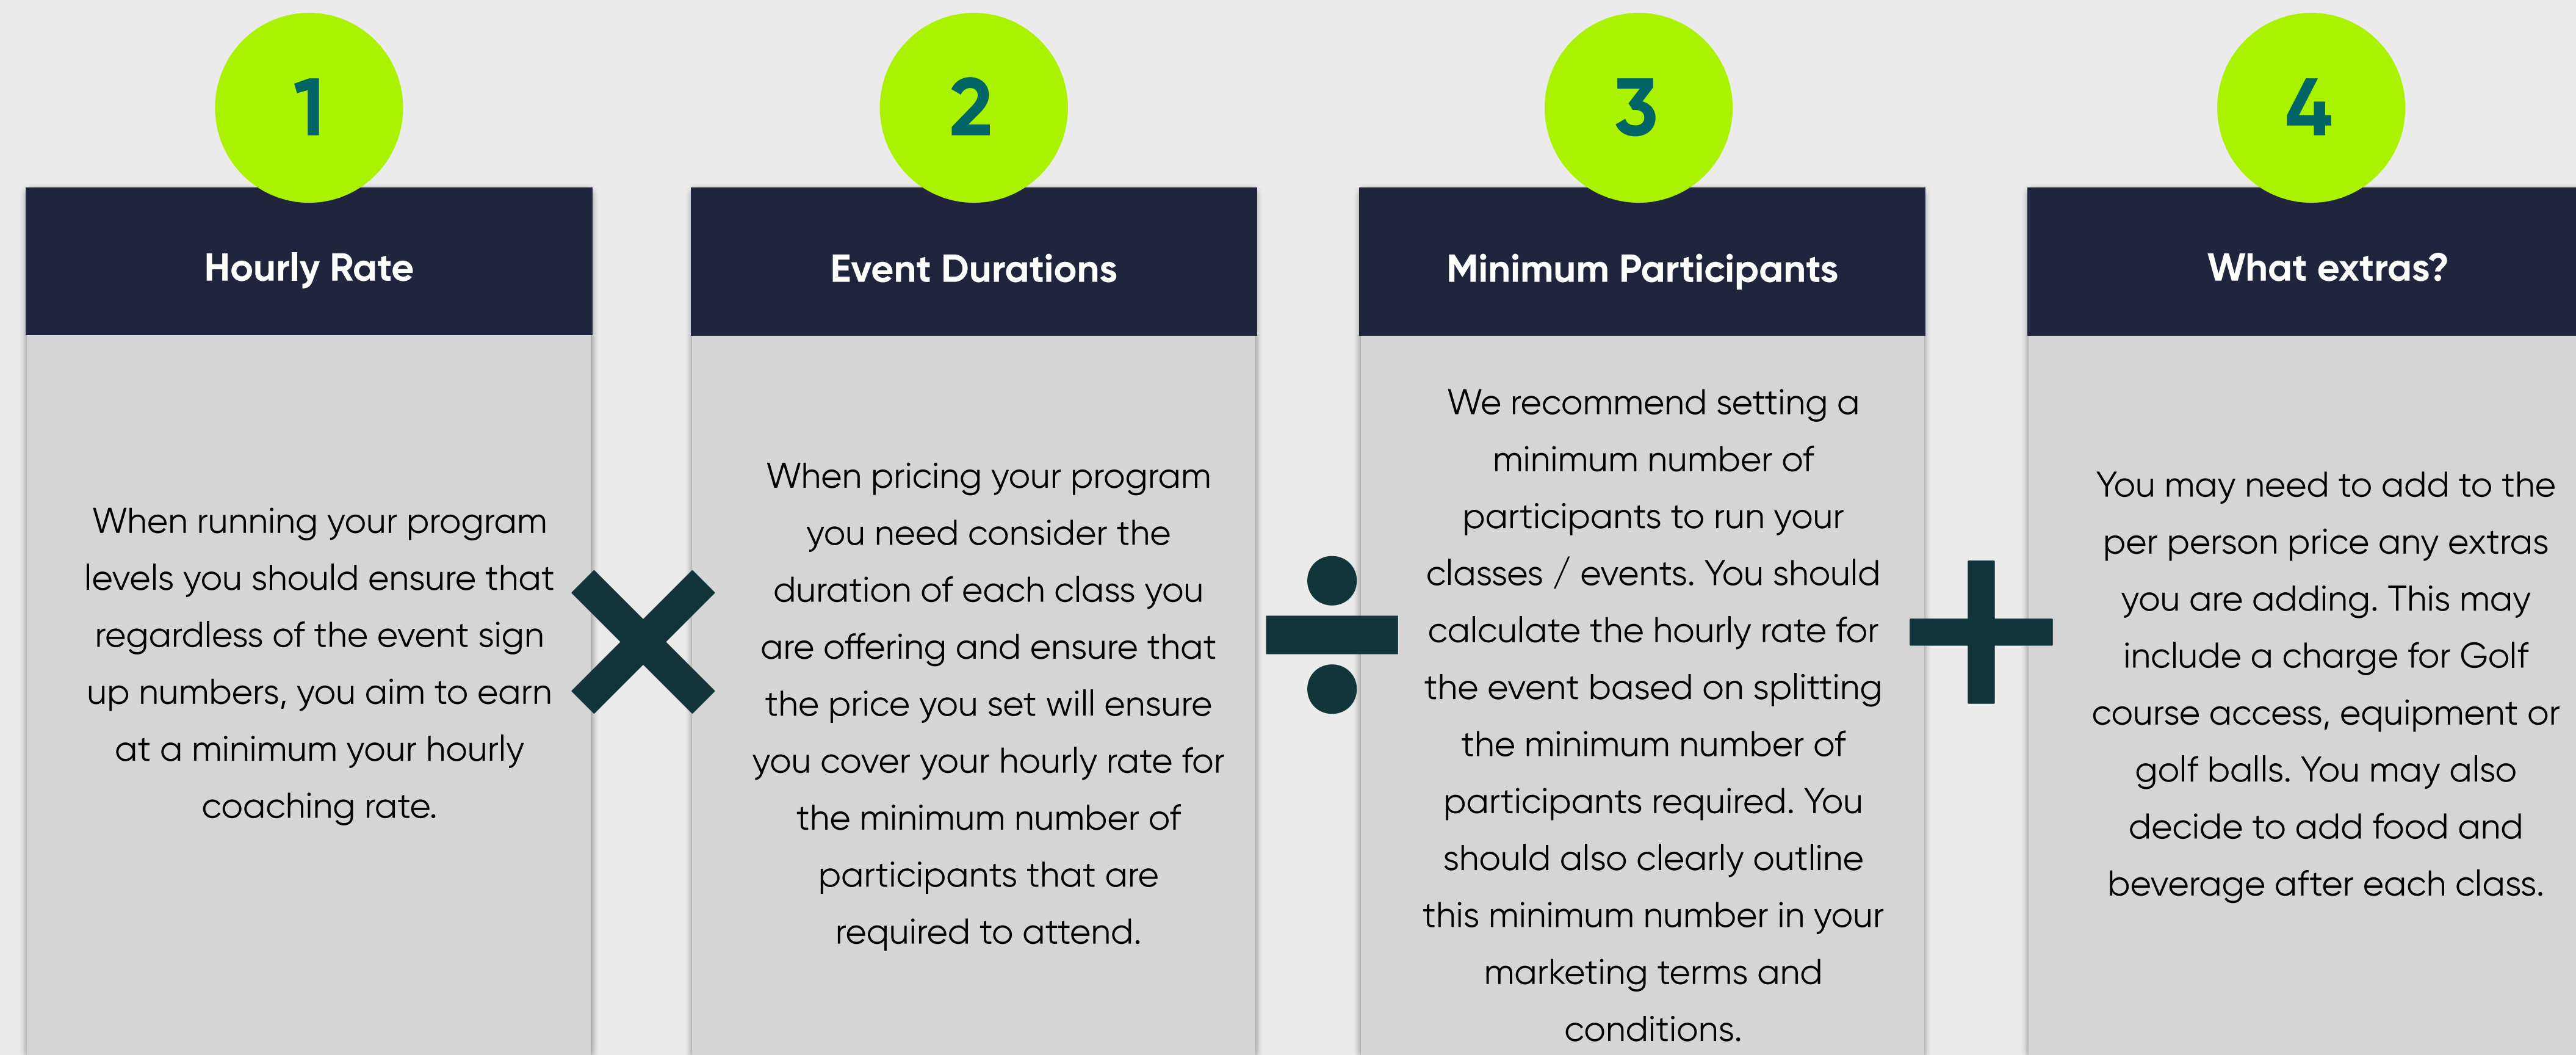 1
Hourly Rate
When running your program
levels you should ensure that
regardless of the event sign
up numbers, you aim to earn
at a minimum your hourly
coaching rate.
×
2
Event Durations
When pricing your program
you need consider the
duration of each class you
are offering and ensure that
the price you set will ensure
you cover your hourly rate for
the minimum number of
participants that are
required to attend.
÷
3
Minimum Participants
We recommend setting a
minimum number of
participants to run your
classes / events. You should
calculate the hourly rate for
the event based on splitting
the minimum number of
participants required. You
should also clearly outline
this minimum number in your
marketing terms and
conditions.
+
4
What extras?
You may need to add to the
per person price any extras
you are adding. This may
include a charge for Golf
course access, equipment or
golf balls. You may also
decide to add food and
beverage after each class.